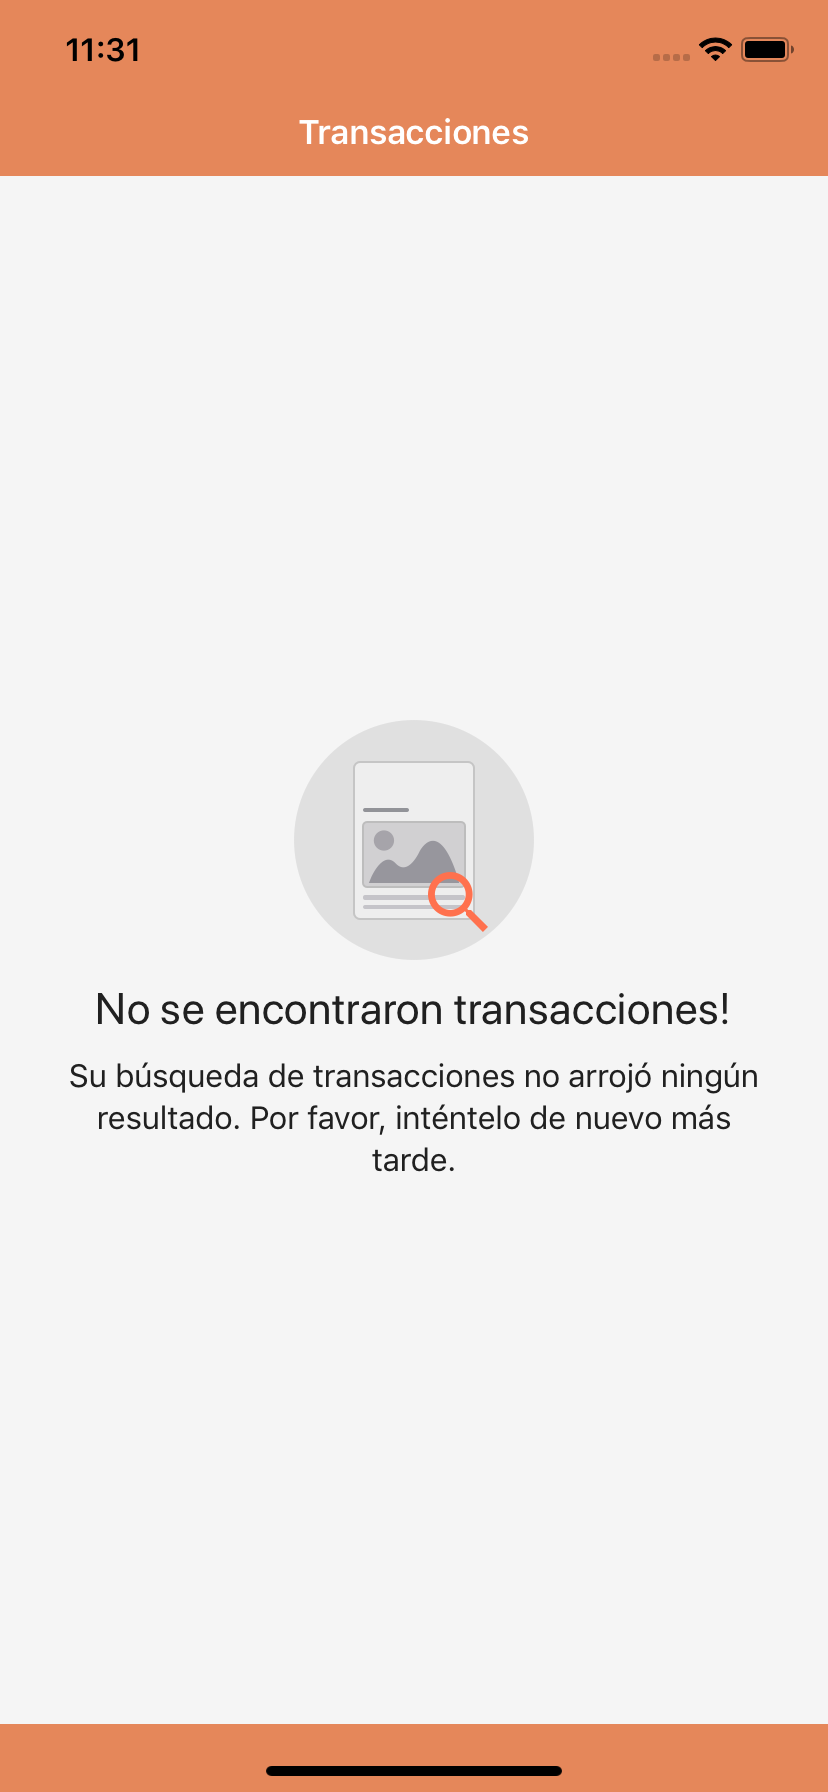 11:31
Transacciones
No se encontraron transacciones!
Su búsqueda de transacciones no arrojó ningún
resultado. Por favor, inténtelo de nuevo más
tarde.